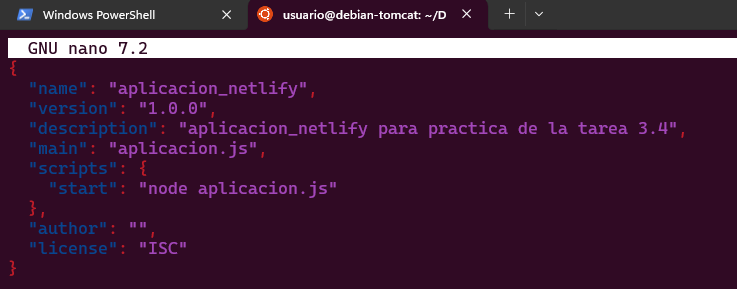 Windows PowerShell
usuario@debian-tomcat: ~/D
GNU nano 7.2
{
  "name": "aplicacion_netlify",
  "version": "1.0.0",
  "description": "aplicacion_netlify para practica de la tarea 3.4",
  "main": "aplicacion.js",
  "scripts": {
    "start": "node aplicacion.js"
  },
  "author": "",
  "license": "ISC"
}